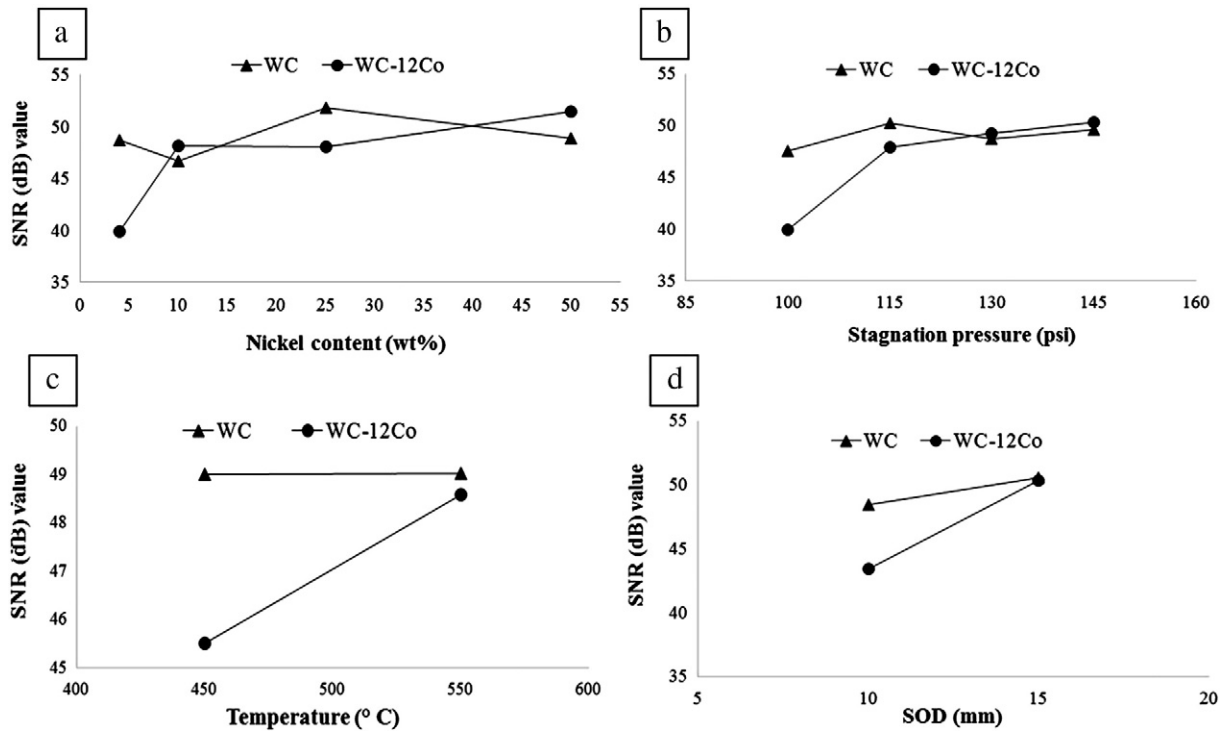 a
WC WC-12Co
SNR (dB) value
55
50
45
40
35
0 5 10 15 20 25 30 35 40 45 50 55
Nickel content (wt%)
b
WC WC-12Co
SNR (dB) value
55
50
45
40
35
85 100 115 130 145 160
Stagnation pressure (psi)
c
WC WC-12Co
SNR (dB) value
50
49
48
47
46
45
400 450 500 550 600
Temperature (° C)
d
WC WC-12Co
SNR (dB) value
55
50
45
40
35
5 10 15 20
SOD (mm)